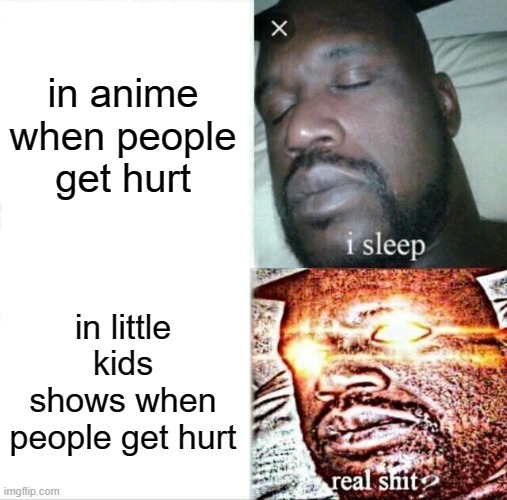 in anime
when people
get hurt
i sleep
in little
kids
shows when
people get hurt
real shit?
imgflip.com